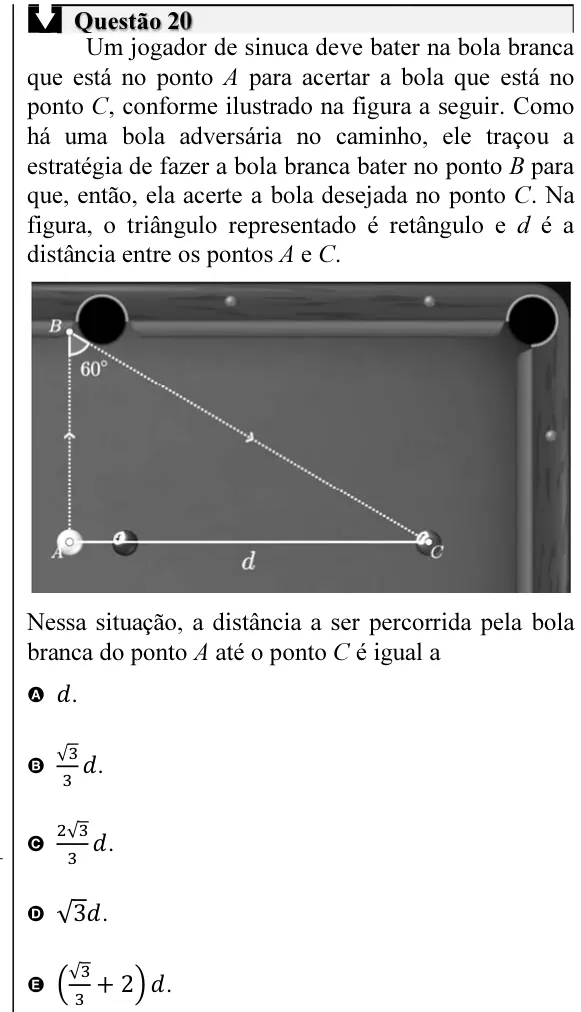 Questão 20
Um jogador de sinuca deve bater na bola branca
que está no ponto A para acertar a bola que está no
ponto C, conforme ilustrado na figura a seguir. Como
há uma bola adversária no caminho, ele traçou a
estratégia de fazer a bola branca bater no ponto B para
que, então, ela acerte a bola desejada no ponto C. Na
figura, o triângulo representado é retângulo e d é a
distância entre os pontos A e C.
B
60°
A
C
d
Nessa situação, a distância a ser percorrida pela bola
branca do ponto A até o ponto C é igual a
A d.
B √3/3 d.
C 2√3/3 d.
D √3d.
E (√3/3 + 2) d.